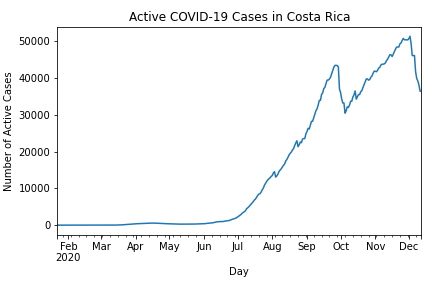 Active COVID-19 Cases in Costa Rica
Number of Active Cases
50000
40000
30000
20000
10000
0
Feb Mar Apr May Jun Jul Aug Sep Oct Nov Dec
2020
Day